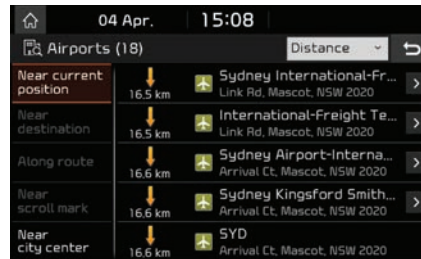 04 Apr. 15:08
Airports (18) Distance
Near current
position
16.5 km
Sydney International-Fr...
Link Rd, Mascot, NSW 2020
Near
destination
16.5 km
International-Freight Te...
Link Rd, Mascot, NSW 2020
Along route
16.6 km
Sydney Airport-Interna...
Arrival Ct, Mascot, NSW 2020
Near
scroll mark
16.6 km
Sydney Kingsford Smith...
Arrival Ct, Mascot, NSW 2020
Near
city center
16.6 km
SYD
Arrival Ct, Mascot, NSW 2020